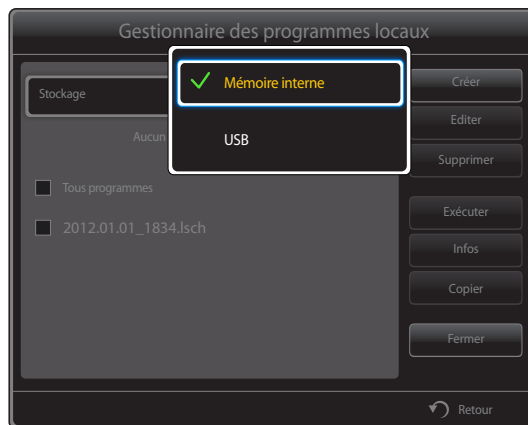 Gestionnaire des programmes locaux
Stockage
Mémoire interne
USB
Aucun
Tous programmes
2012.01.01_1834.lsch
Créer
Editer
Supprimer
Exécuter
Infos
Copier
Fermer
Retour